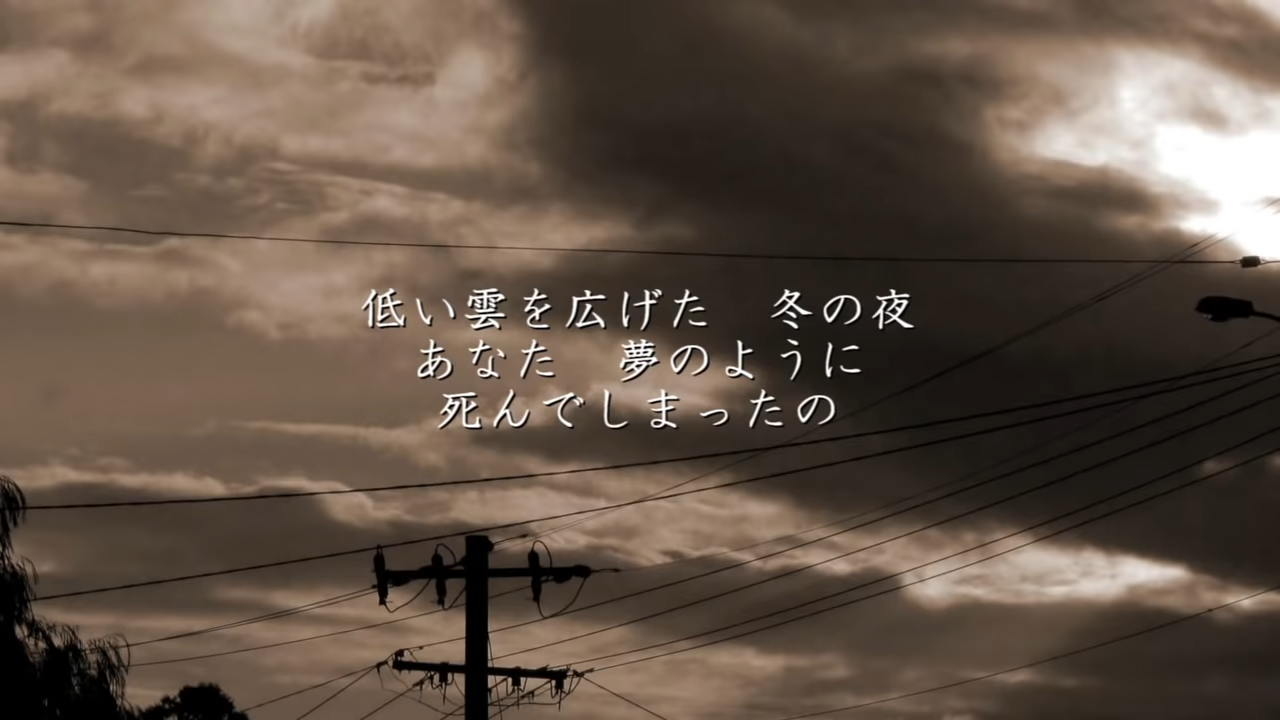 低い雲を広げた　冬の夜
あなた　夢のように
死んでしまったの